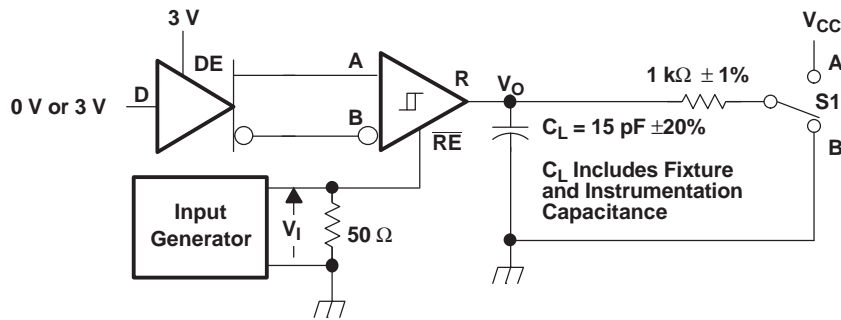 3 V
DE
A
R
V_O
1 kΩ ± 1%
V_CC
A
S1
0 V or 3 V
D
B
R̅E̅
C_L = 15 pF ±20%
B
C_L Includes Fixture
and Instrumentation
Capacitance
Input
Generator
V_I
50 Ω